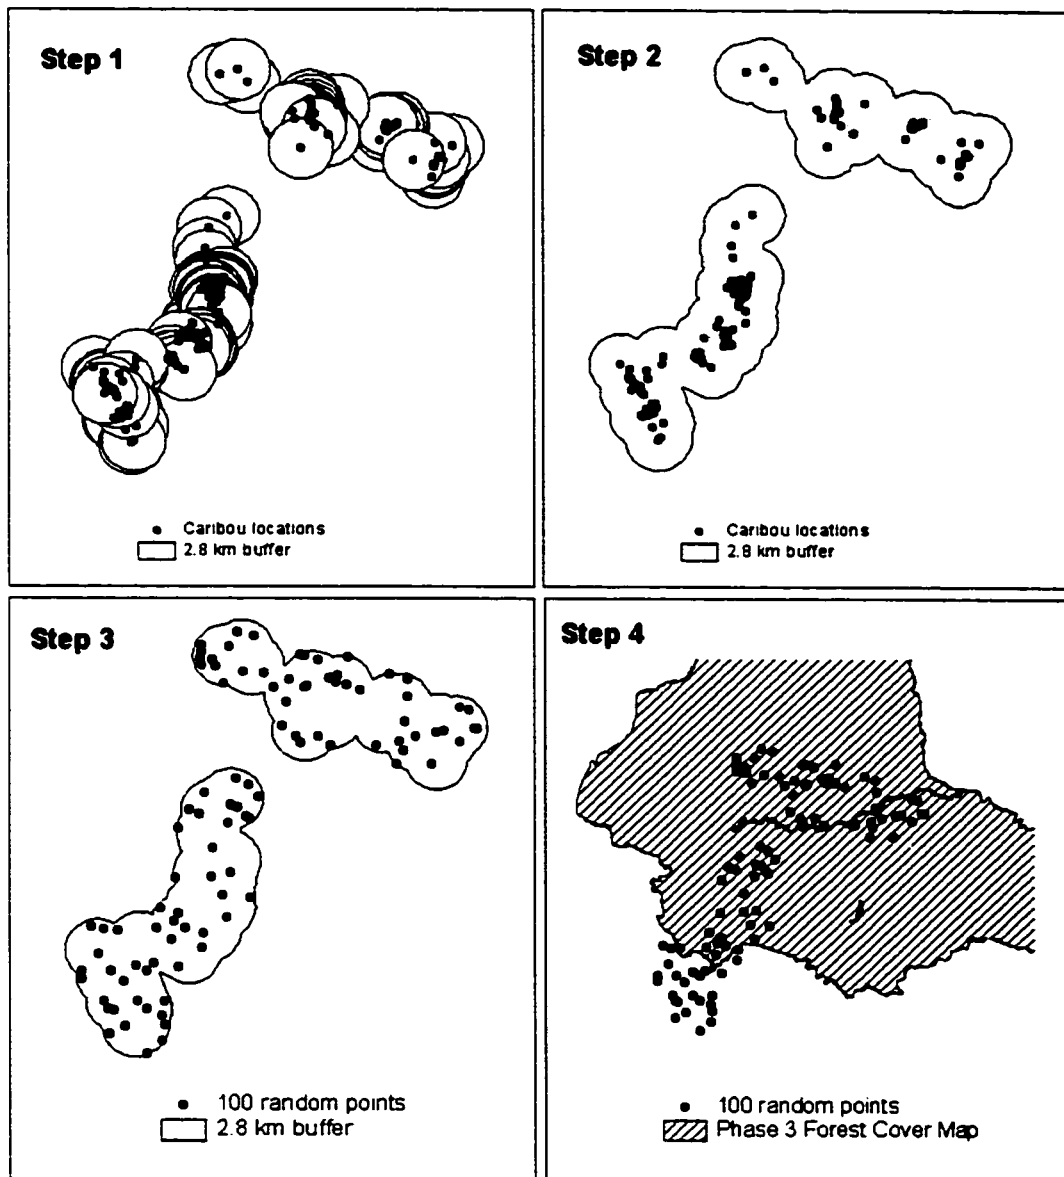 Step 1
Caribou locations
2.8 km buffer
Step 2
Caribou locations
2.8 km buffer
Step 3
100 random points
2.8 km buffer
Step 4
100 random points
Phase 3 Forest Cover Map